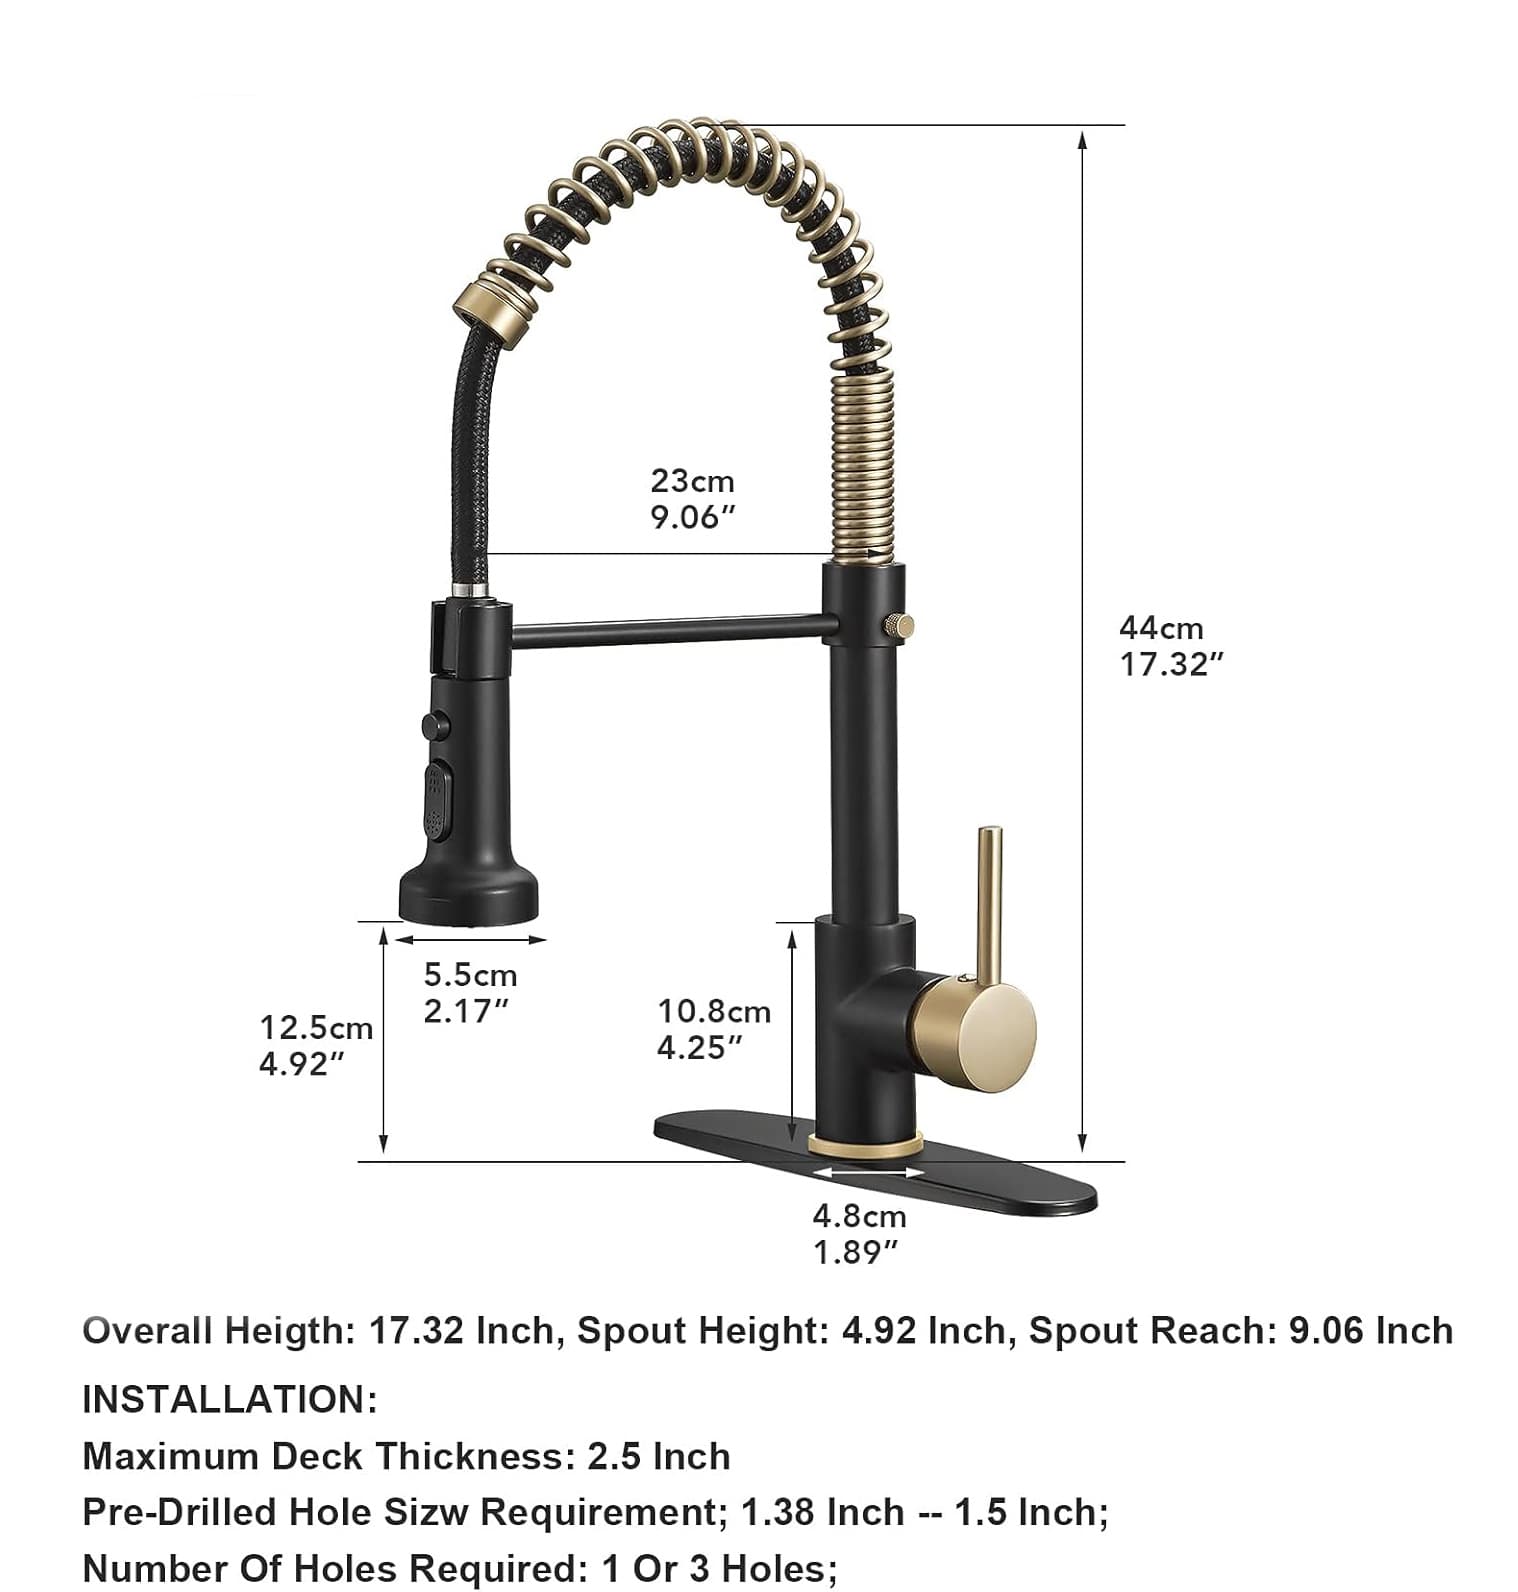 23cm
9.06″
44cm
17.32″
5.5cm
2.17″
12.5cm
4.92″
10.8cm
4.25″
4.8cm
1.89″
Overall Heigth: 17.32 Inch, Spout Height: 4.92 Inch, Spout Reach: 9.06 Inch
INSTALLATION:
Maximum Deck Thickness: 2.5 Inch
Pre-Drilled Hole Sizw Requirement; 1.38 Inch -- 1.5 Inch;
Number Of Holes Required: 1 Or 3 Holes;